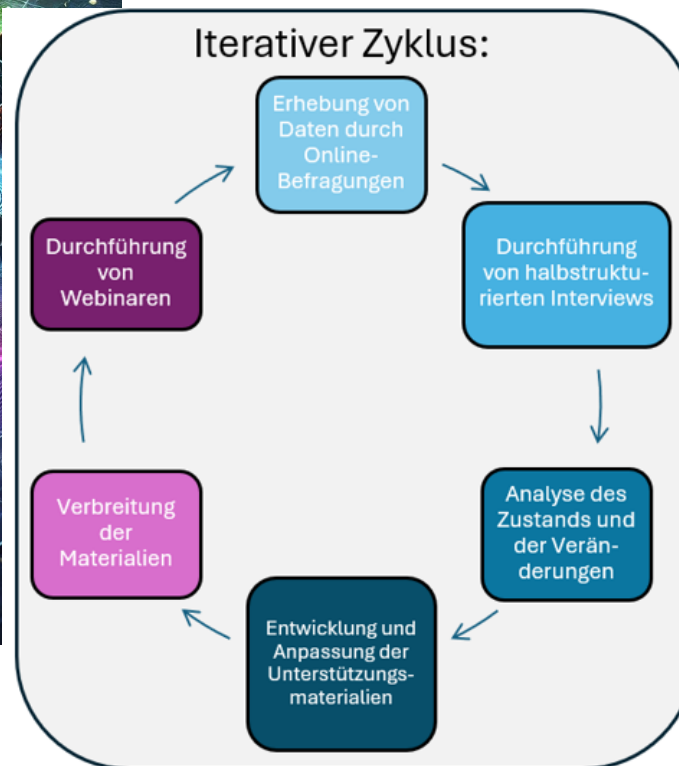 Iterativer Zyklus:
Erhebung von
Daten durch
Online-
Befragungen
Durchführung
von halbstruktu-
rierten Interviews
Analyse des
Zustands und
der Verän-
derungen
Entwicklung und
Anpassung der
Unterstützungs-
materialien
Verbreitung
der
Materialien
Durchführung
von
Webinaren